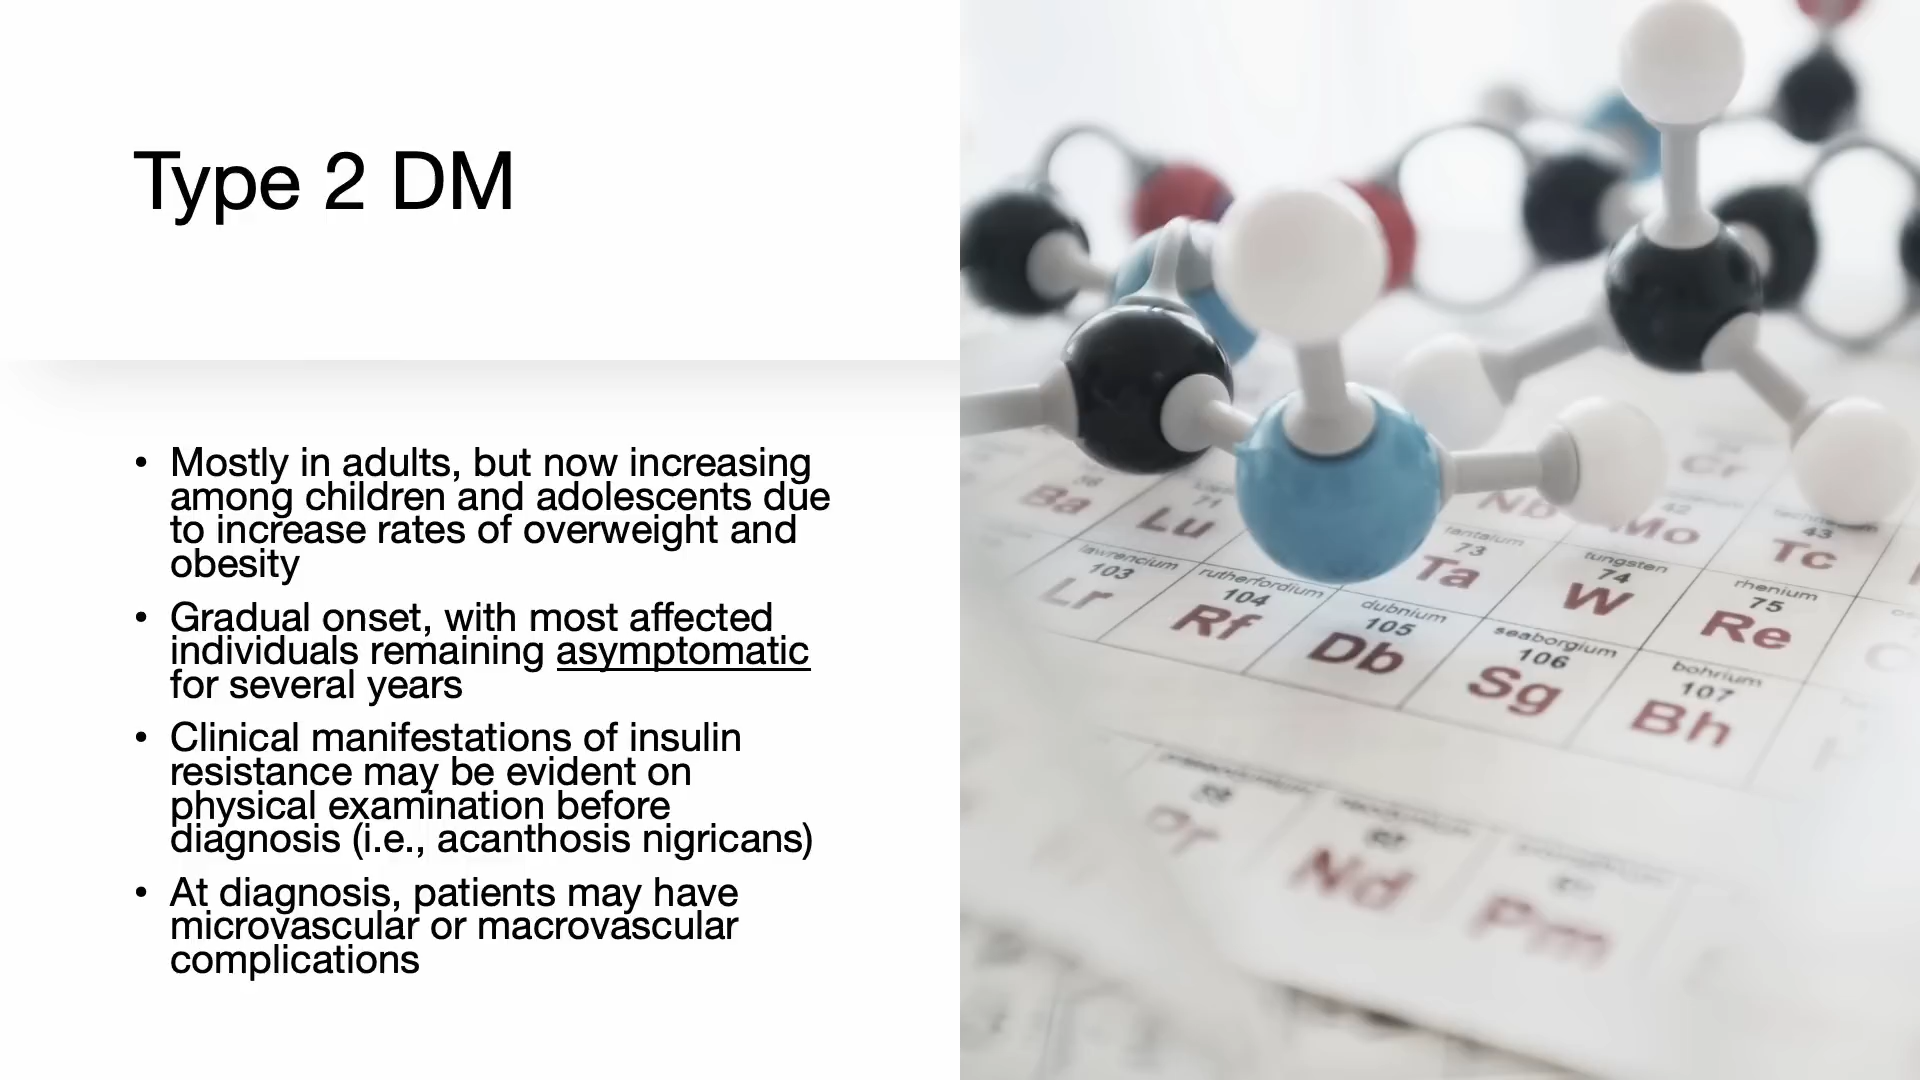 Type 2 DM
• Mostly in adults, but now increasing
among children and adolescents due
to increase rates of overweight and
obesity
• Gradual onset, with most affected
individuals remaining asymptomatic
for several years
• Clinical manifestations of insulin
resistance may be evident on
physical examination before
diagnosis (i.e., acanthosis nigricans)
• At diagnosis, patients may have
microvascular or macrovascular
complications
Cr
56
Ba
71
Lu
Nb
42
Mo
43
Tc
lawrencium
103
Lr
rutherfordium
104
Rf
dubnium
105
Db
tantalum
73
Ta
tungsten
74
W
rhenium
75
Re
seaborgium
106
Sg
bohrium
107
Bh
Nd
Pm